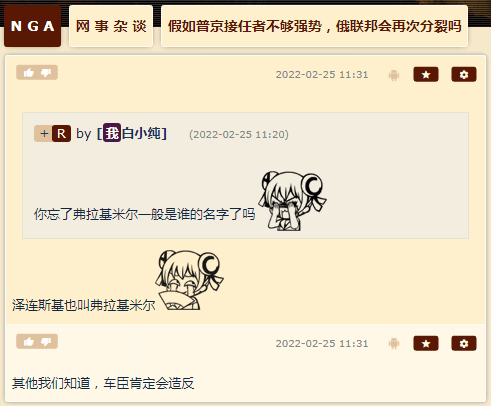 NGA 网事杂谈 假如普京接任者不够强势，俄联邦会再次分裂吗
2022-02-25 11:31
+R by [我白小纯] (2022-02-25 11:20)
你忘了弗拉基米尔一般是谁的名字了吗
泽连斯基也叫弗拉基米尔
2022-02-25 11:31
其他我们知道，车臣肯定会造反